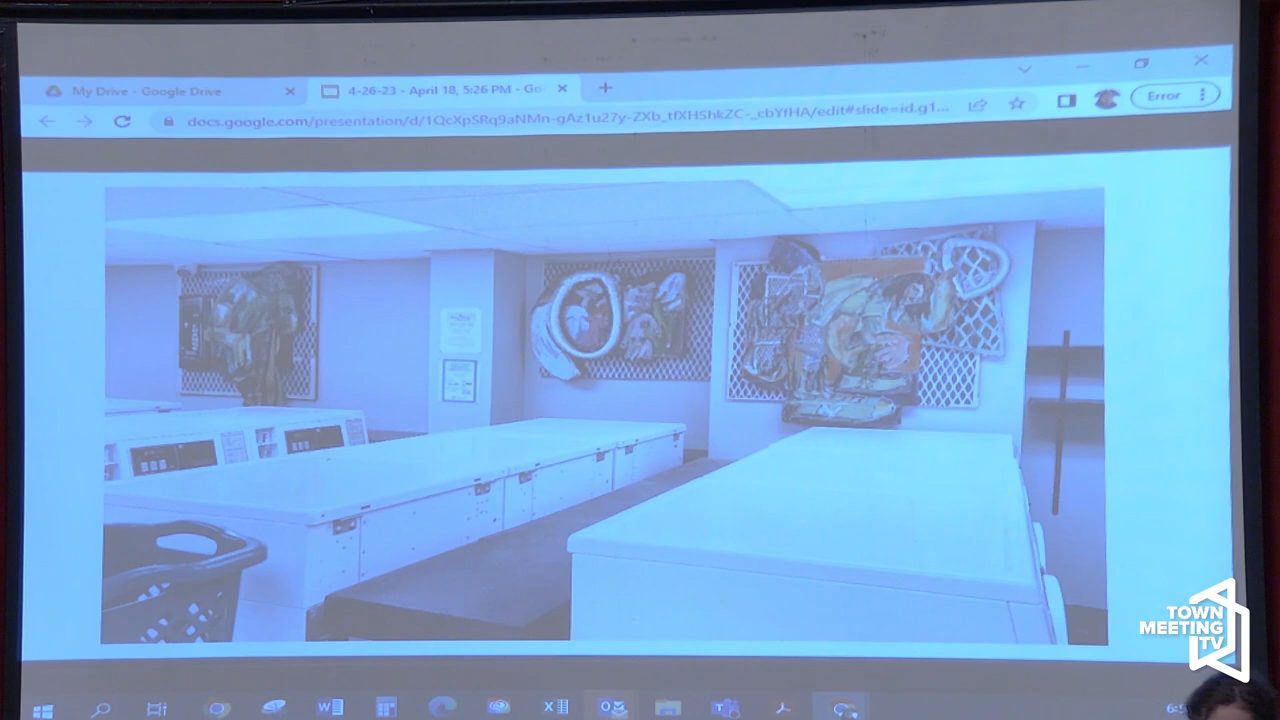 My Drive - Google Drive
4-26-23 - April 18, 5:26 PM - Go
docs.google.com/presentation/d/1QcXpSRq9aNMn-gAz1u27y-ZXb_tfXHShkZC-_cbYfHA/edit#slide=id.g1...
Error
TOWN
MEETING
TV